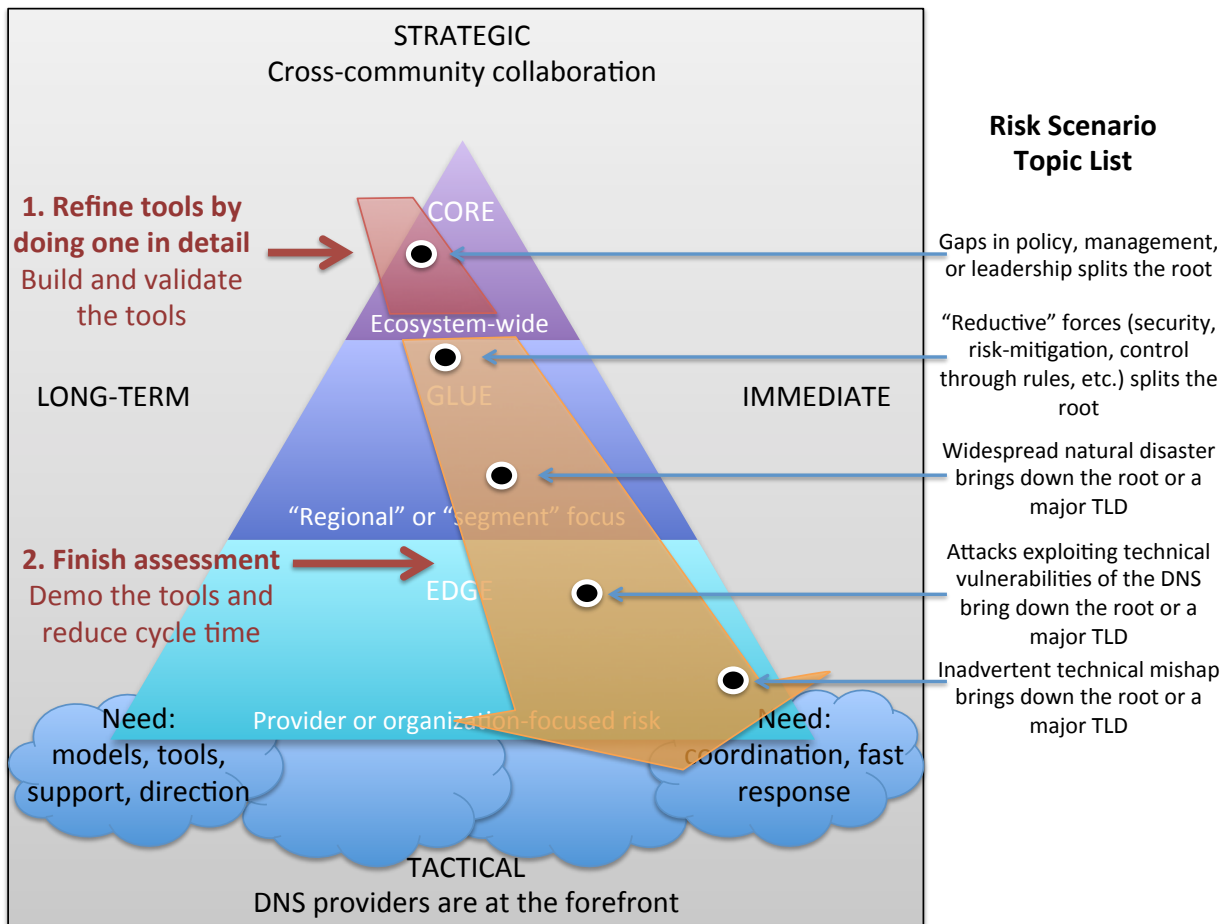 STRATEGIC
Cross-community collaboration
Risk Scenario
Topic List
1. Refine tools by
doing one in detail
Build and validate
the tools
CORE
Ecosystem-wide
Gaps in policy, management,
or leadership splits the root
“Reductive” forces (security,
risk-mitigation, control
through rules, etc.) splits the
root
LONG-TERM
GLUE
IMMEDIATE
“Regional” or “segment” focus
Widespread natural disaster
brings down the root or a
major TLD
2. Finish assessment
Demo the tools and
reduce cycle time
EDGE
Attacks exploiting technical
vulnerabilities of the DNS
bring down the root or a
major TLD
Inadvertent technical mishap
brings down the root or a
major TLD
Provider or organization-focused risk
Need:
models, tools,
support, direction
Need:
coordination, fast
response
TACTICAL
DNS providers are at the forefront